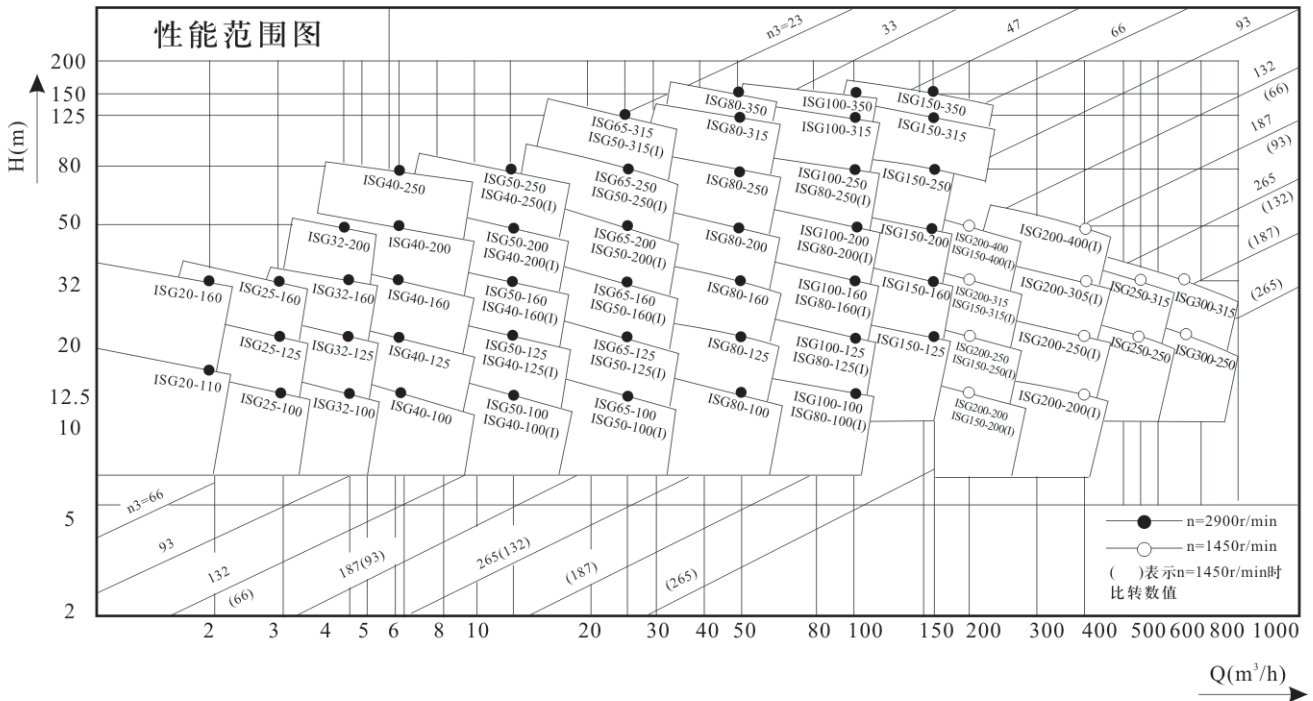 性能范围图
n3=23
33
47
66
93
132
(66)
187
(93)
265
(132)
(187)
(265)
H(m)
200
150
125
80
50
32
20
12.5
10
5
2
ISG80-350
ISG100-350
ISG150-350
ISG65-315
ISG50-315(I)
ISG80-315
ISG100-315
ISG150-315
ISG40-250
ISG50-250
ISG40-250(I)
ISG65-250
ISG50-250(I)
ISG80-250
ISG100-250
ISG80-250(I)
ISG150-250
ISG32-200
ISG40-200
ISG50-200
ISG40-200(I)
ISG65-200
ISG50-200(I)
ISG80-200
ISG100-200
ISG80-200(I)
ISG150-200
ISG200-400
ISG150-400(I)
ISG200-400(I)
ISG20-160
ISG25-160
ISG32-160
ISG40-160
ISG50-160
ISG40-160(I)
ISG65-160
ISG50-160(I)
ISG80-160
ISG100-160
ISG80-160(I)
ISG150-160
ISG200-315
ISG150-315(I)
ISG200-305(I)
ISG250-315
ISG300-315
ISG25-125
ISG32-125
ISG40-125
ISG50-125
ISG40-125(I)
ISG65-125
ISG50-125(I)
ISG80-125
ISG100-125
ISG80-125(I)
ISG150-125
ISG200-250
ISG150-250(I)
ISG200-250(I)
ISG250-250
ISG300-250
ISG20-110
ISG25-100
ISG32-100
ISG40-100
ISG50-100
ISG40-100(I)
ISG65-100
ISG50-100(I)
ISG80-100
ISG100-100
ISG80-100(I)
ISG200-200
ISG150-200(I)
ISG200-200(I)
n3=66
93
132
(66)
187(93)
265(132)
(187)
(265)
n=2900r/min
n=1450r/min
( )表示n=1450r/min时
比转数值
2 3 4 5 6 8 10 20 30 40 50 80 100 150 200 300 400 500 600 800 1000
Q(m³/h)